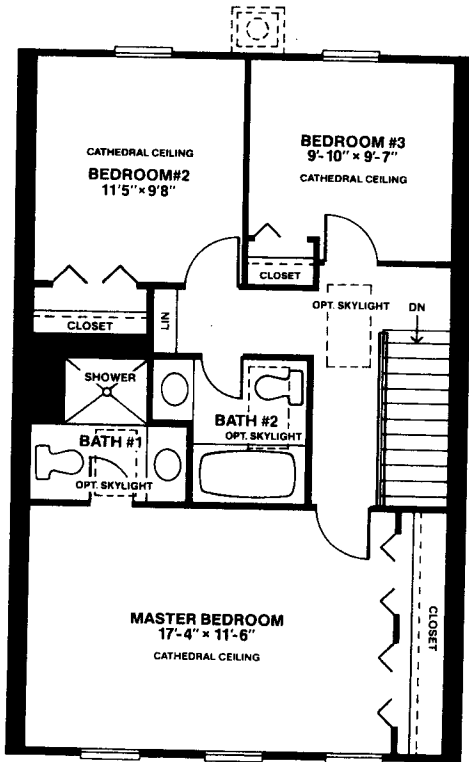 CATHEDRAL CEILING
BEDROOM#2
11'5" × 9'8"
BEDROOM #3
9'-10" × 9'-7"
CATHEDRAL CEILING
CLOSET
CLOSET
LIN
OPT. SKYLIGHT
DN
SHOWER
BATH #1
OPT. SKYLIGHT
BATH #2
OPT. SKYLIGHT
MASTER BEDROOM
17'-4" × 11'-6"
CATHEDRAL CEILING
CLOSET